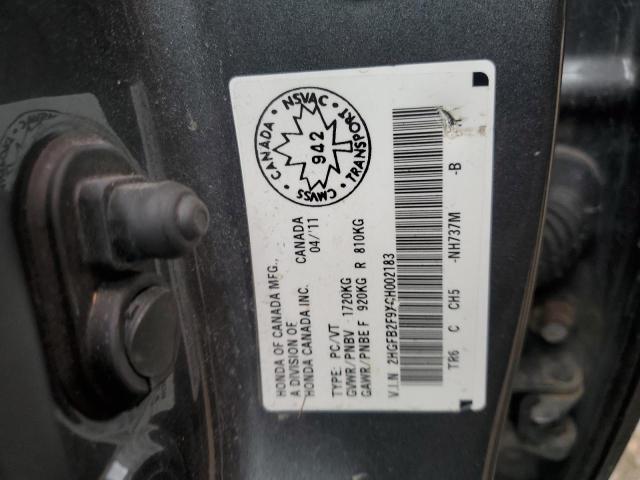 HONDA OF CANADA MFG.,
A DIVISION OF
HONDA CANADA INC.
CANADA
04/'11
TYPE: PC/VT
GVWR/PNBV 1720KG
GAWR/PNBE F 920KG R 810KG
V.I.N.
TR6 C CH5 -NH737M -B
CANADA • NSVAC • TRANSPORT • CMVSS
942